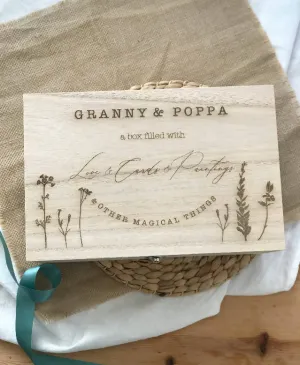 GRANNY & POPPA
a box filled with
Love & Cards & Paintings
& OTHER MAGICAL THINGS